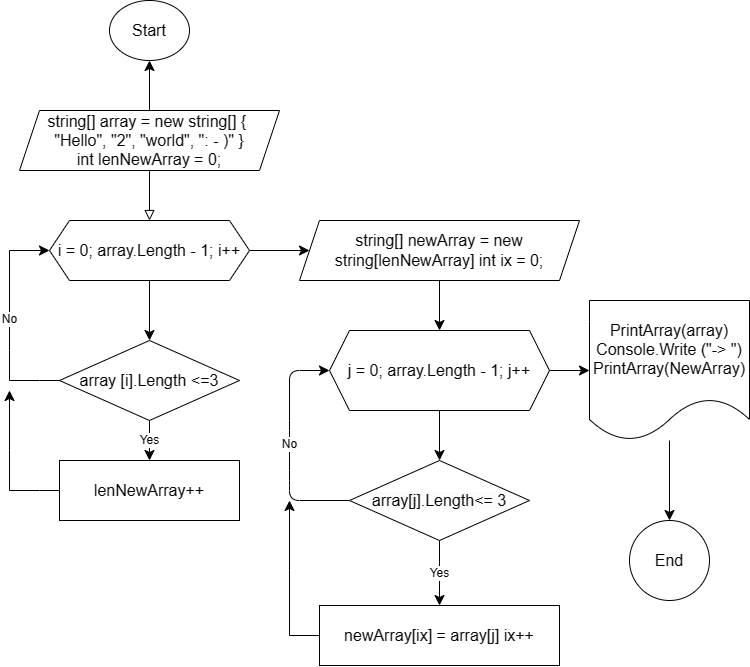 Start
string[] array = new string[] {
"Hello", "2", "world", ": - )" }
int lenNewArray = 0;
i = 0; array.Length - 1; i++
No
array [i].Length <=3
Yes
lenNewArray++
string[] newArray = new
string[lenNewArray] int ix = 0;
j = 0; array.Length - 1; j++
No
array[j].Length<= 3
Yes
newArray[ix] = array[j] ix++
PrintArray(array)
Console.Write ("-> ")
PrintArray(NewArray)
End